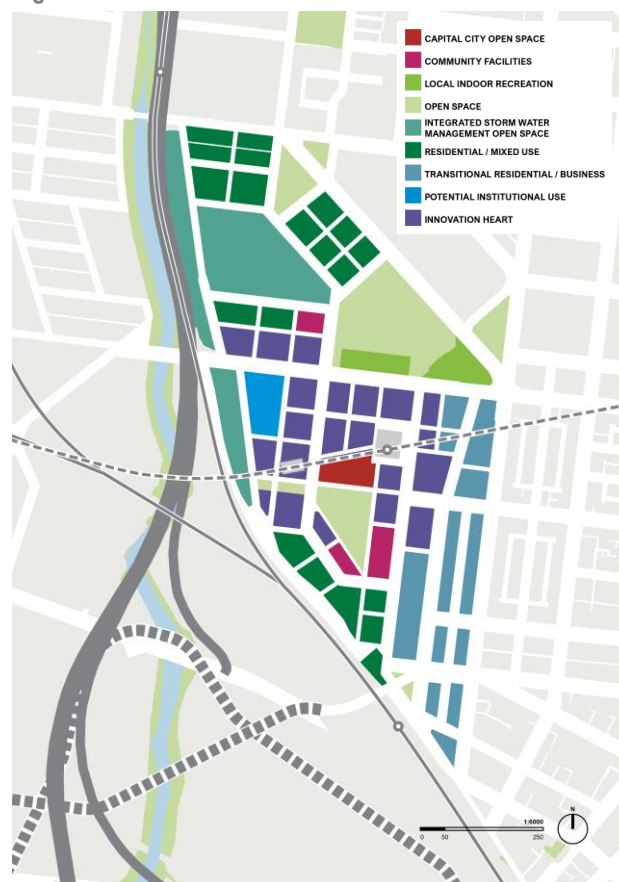 CAPITAL CITY OPEN SPACE
COMMUNITY FACILITIES
LOCAL INDOOR RECREATION
OPEN SPACE
INTEGRATED STORM WATER
MANAGEMENT OPEN SPACE
RESIDENTIAL / MIXED USE
TRANSITIONAL RESIDENTIAL / BUSINESS
POTENTIAL INSTITUTIONAL USE
INNOVATION HEART
N
1:6000
0 50 250